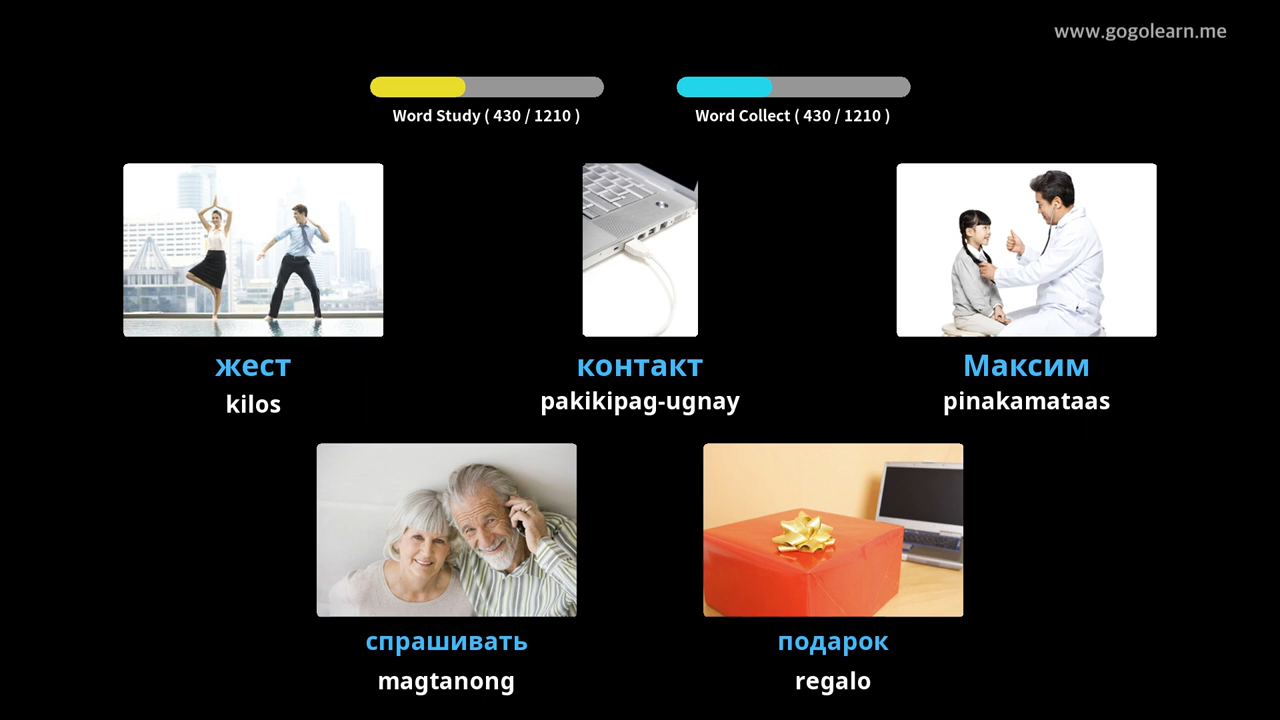 www.gogolearn.me
Word Study ( 430 / 1210 )
Word Collect ( 430 / 1210 )
жест
kilos
контакт
pakikipag-ugnay
Максим
pinakamataas
спрашивать
magtanong
подарок
regalo